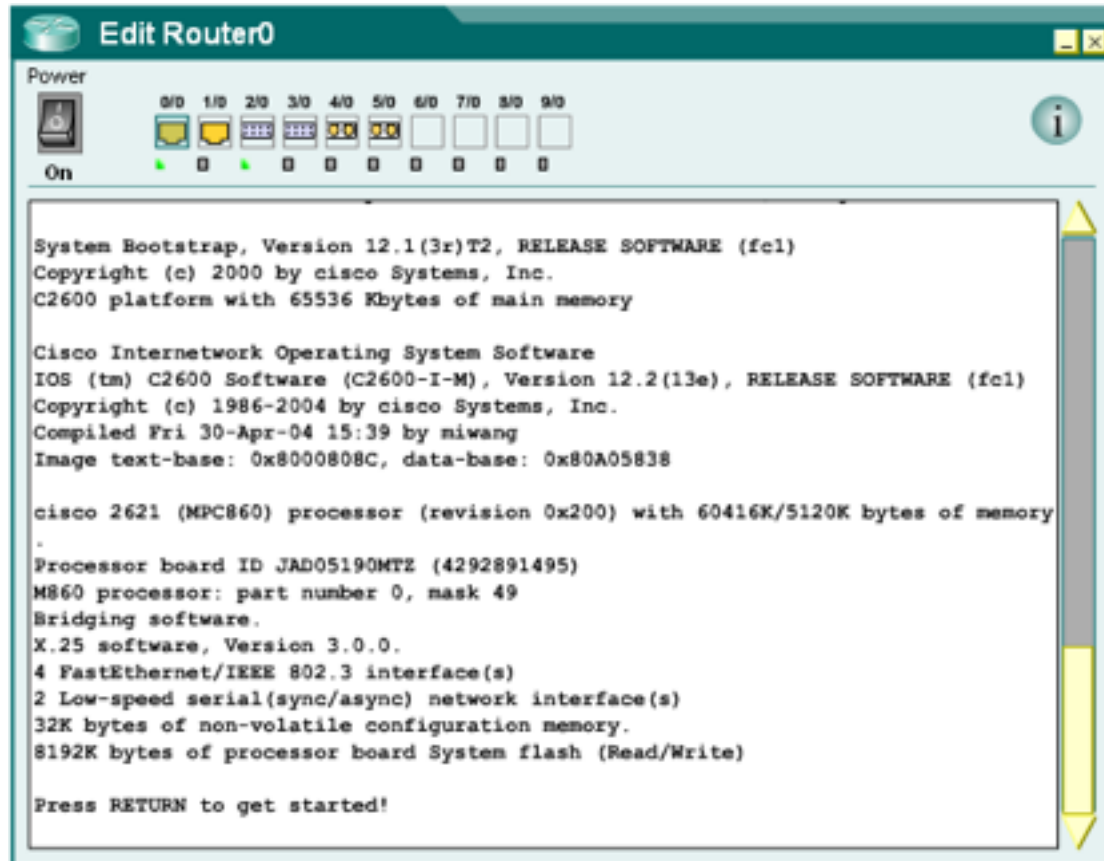 Edit Router0
Power
0/0 1/0 2/0 3/0 4/0 5/0 6/0 7/0 8/0 9/0
i
On
System Bootstrap, Version 12.1(3r)T2, RELEASE SOFTWARE (fc1)
Copyright (c) 2000 by cisco Systems, Inc.
C2600 platform with 65536 Kbytes of main memory
Cisco Internetwork Operating System Software
IOS (tm) C2600 Software (C2600-I-M), Version 12.2(13e), RELEASE SOFTWARE (fc1)
Copyright (c) 1986-2004 by cisco Systems, Inc.
Compiled Fri 30-Apr-04 15:39 by miwang
Image text-base: 0x8000808C, data-base: 0x80A05838
cisco 2621 (MPC860) processor (revision 0x200) with 60416K/5120K bytes of memory
.
Processor board ID JAD05190MTZ (4292891495)
M860 processor: part number 0, mask 49
Bridging software.
X.25 software, Version 3.0.0.
4 FastEthernet/IEEE 802.3 interface(s)
2 Low-speed serial(sync/async) network interface(s)
32K bytes of non-volatile configuration memory.
8192K bytes of processor board System flash (Read/Write)
Press RETURN to get started!